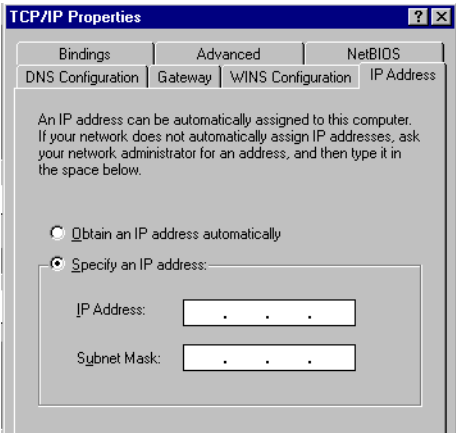 TCP/IP Properties
Bindings Advanced NetBIOS
DNS Configuration Gateway WINS Configuration IP Address
An IP address can be automatically assigned to this computer.
If your network does not automatically assign IP addresses, ask
your network administrator for an address, and then type it in
the space below.
Obtain an IP address automatically
Specify an IP address:
IP Address: . . .
Subnet Mask: . . .